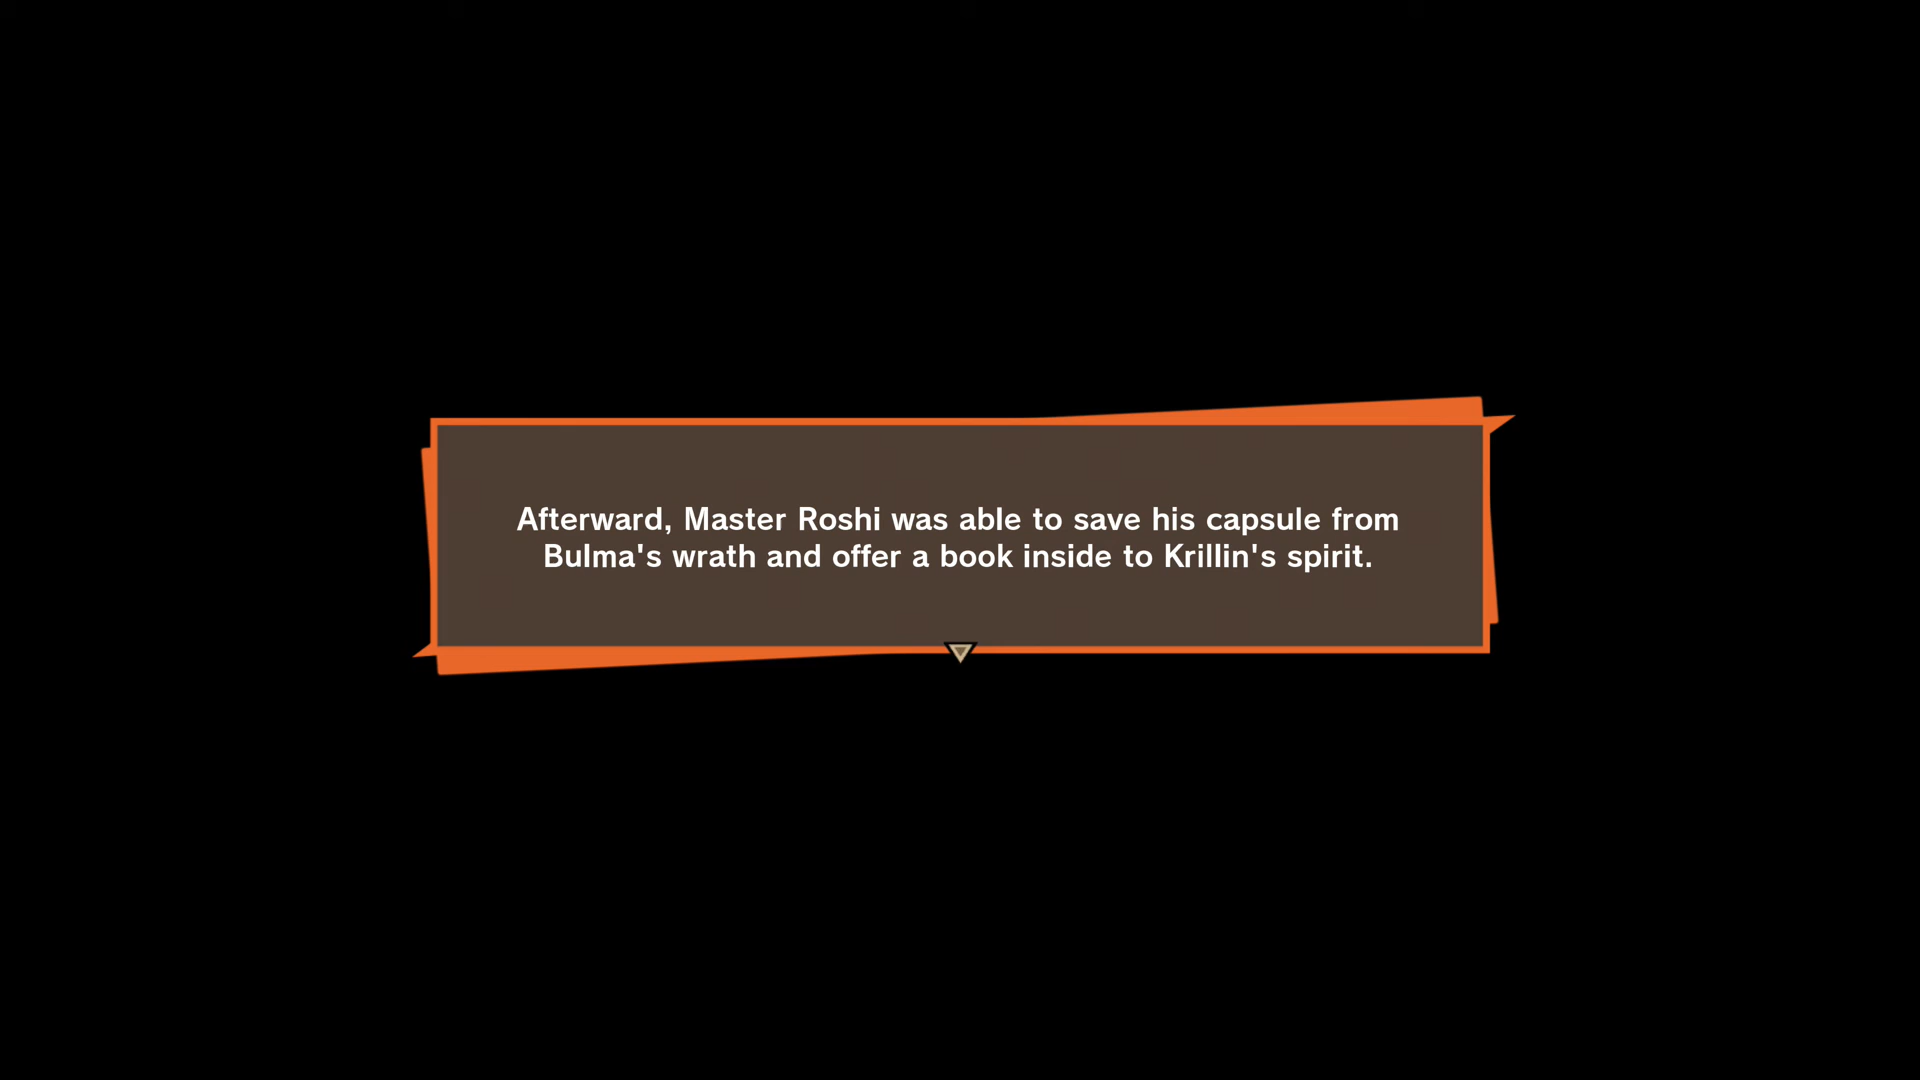 Afterward, Master Roshi was able to save his capsule from
Bulma's wrath and offer a book inside to Krillin's spirit.